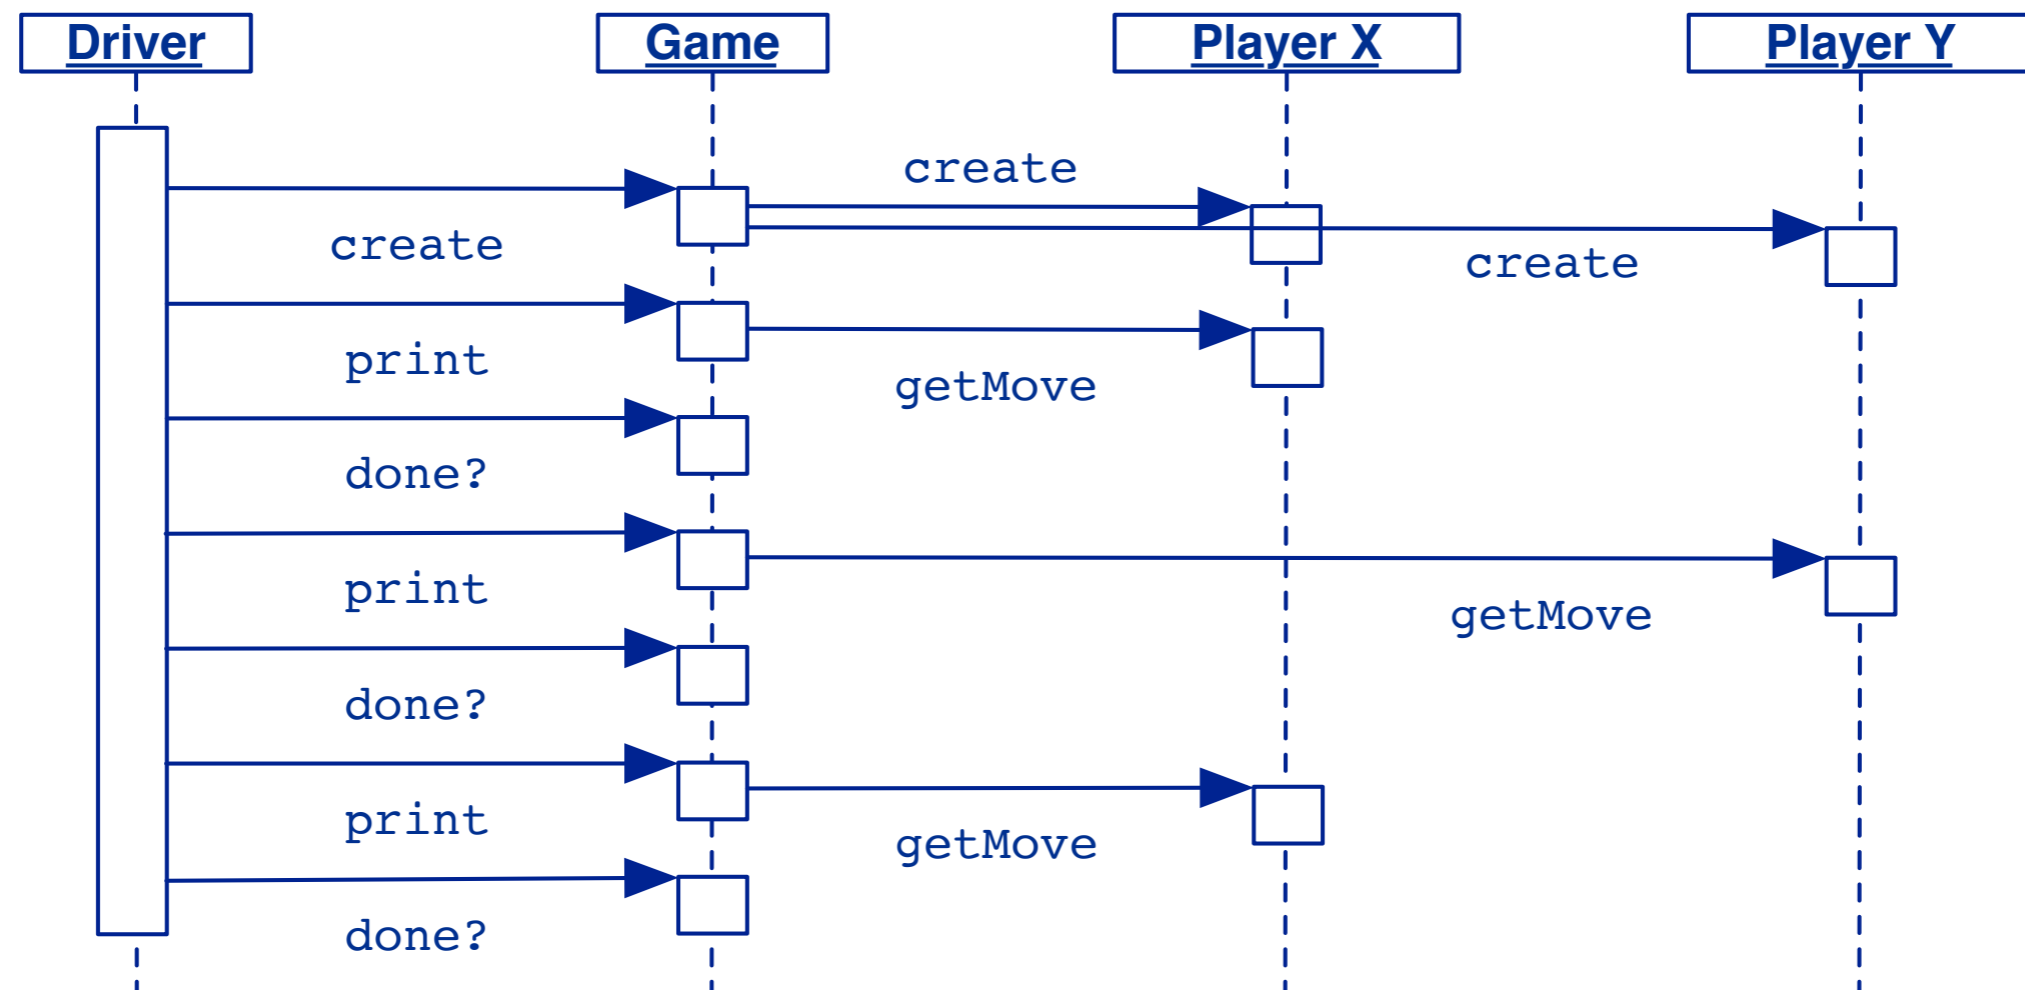 Driver
Game
Player X
Player Y
create
create
create
print
getMove
done?
print
getMove
done?
print
getMove
done?